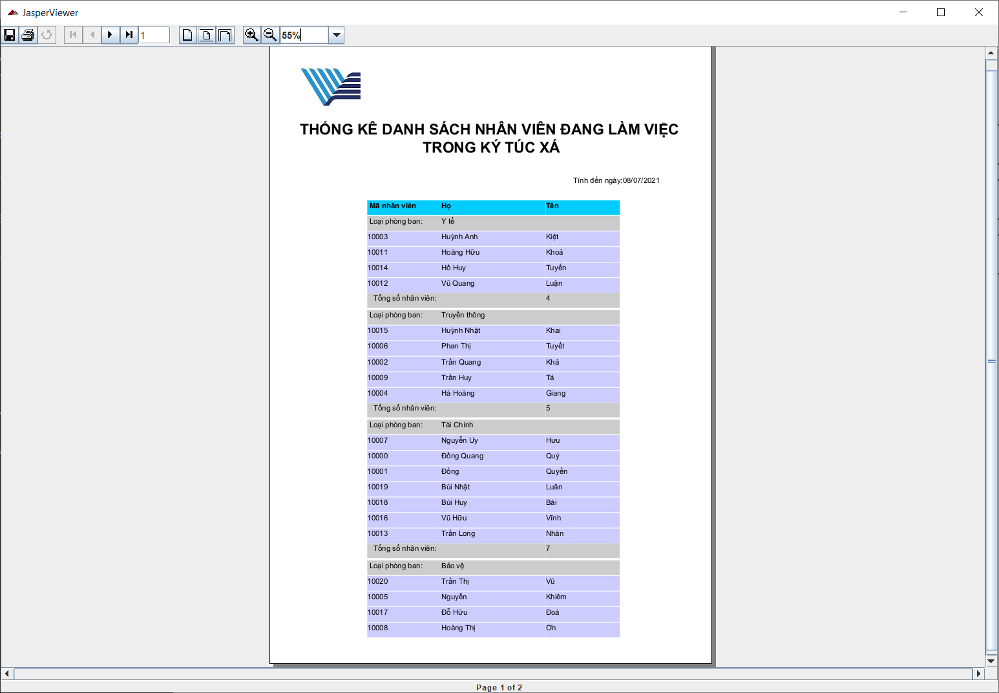 JasperViewer
1
55%
THỐNG KÊ DANH SÁCH NHÂN VIÊN ĐANG LÀM VIỆC
TRONG KÝ TÚC XÁ
Tính đến ngày:08/07/2021
Mã nhân viên Họ Tên
Loại phòng ban: Y tế
10003 Huỳnh Anh Kiệt
10011 Hoàng Hữu Khoả
10014 Hồ Huy Tuyển
10012 Vũ Quang Luận
Tổng số nhân viên: 4
Loại phòng ban: Truyền thông
10015 Huỳnh Nhật Khai
10006 Phan Thị Tuyết
10002 Trần Quang Khả
10009 Trần Huy Tá
10004 Hà Hoàng Giang
Tổng số nhân viên: 5
Loại phòng ban: Tài Chính
10007 Nguyễn Uy Hưu
10000 Đồng Quang Quý
10001 Đồng Quyền
10019 Bùi Nhật Luân
10018 Bùi Huy Bài
10016 Vũ Hữu Vĩnh
10013 Trần Long Nhàn
Tổng số nhân viên: 7
Loại phòng ban: Bảo vệ
10020 Trần Thị Vũ
10005 Nguyễn Khiêm
10017 Đỗ Hữu Đoá
10008 Hoàng Thị Ơn
Page 1 of 2